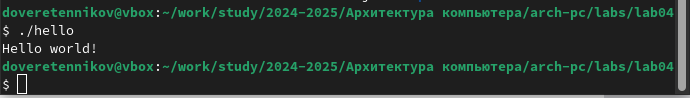 doveretennikov@vbox:~/work/study/2024-2025/Архитектура компьютера/arch-pc/labs/lab04
$ ./hello
Hello world!
doveretennikov@vbox:~/work/study/2024-2025/Архитектура компьютера/arch-pc/labs/lab04
$